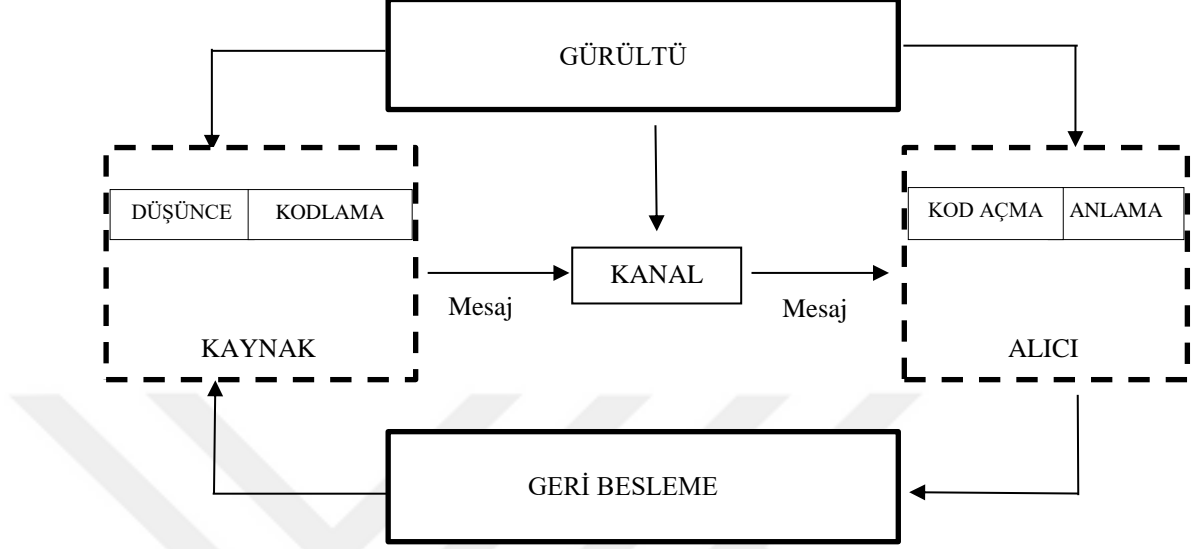 GÜRÜLTÜ
DÜŞÜNCE
KODLAMA
KOD AÇMA
ANLAMA
KANAL
Mesaj
Mesaj
KAYNAK
ALICI
GERİ BESLEME